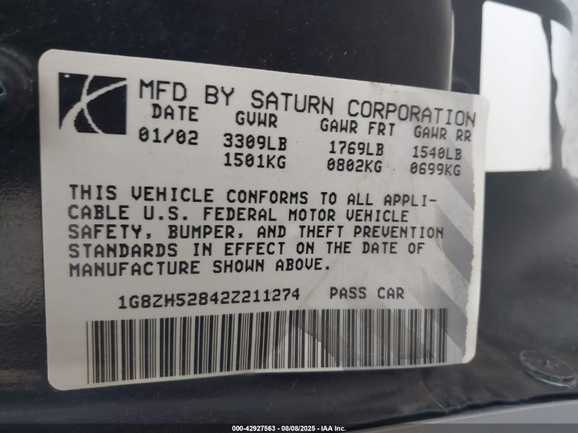 MFD BY SATURN CORPORATION
DATE GVWR GAWR FRT GAWR RR
01/02 3309LB 1769LB 1540LB
1501KG 0802KG 0699KG
THIS VEHICLE CONFORMS TO ALL APPLI-
CABLE U.S. FEDERAL MOTOR VEHICLE
SAFETY, BUMPER, AND THEFT PREVENTION
STANDARDS IN EFFECT ON THE DATE OF
MANUFACTURE SHOWN ABOVE.
1G8ZH52842Z211274 PASS CAR
000-42927563 - 08/08/2025 - IAA Inc.